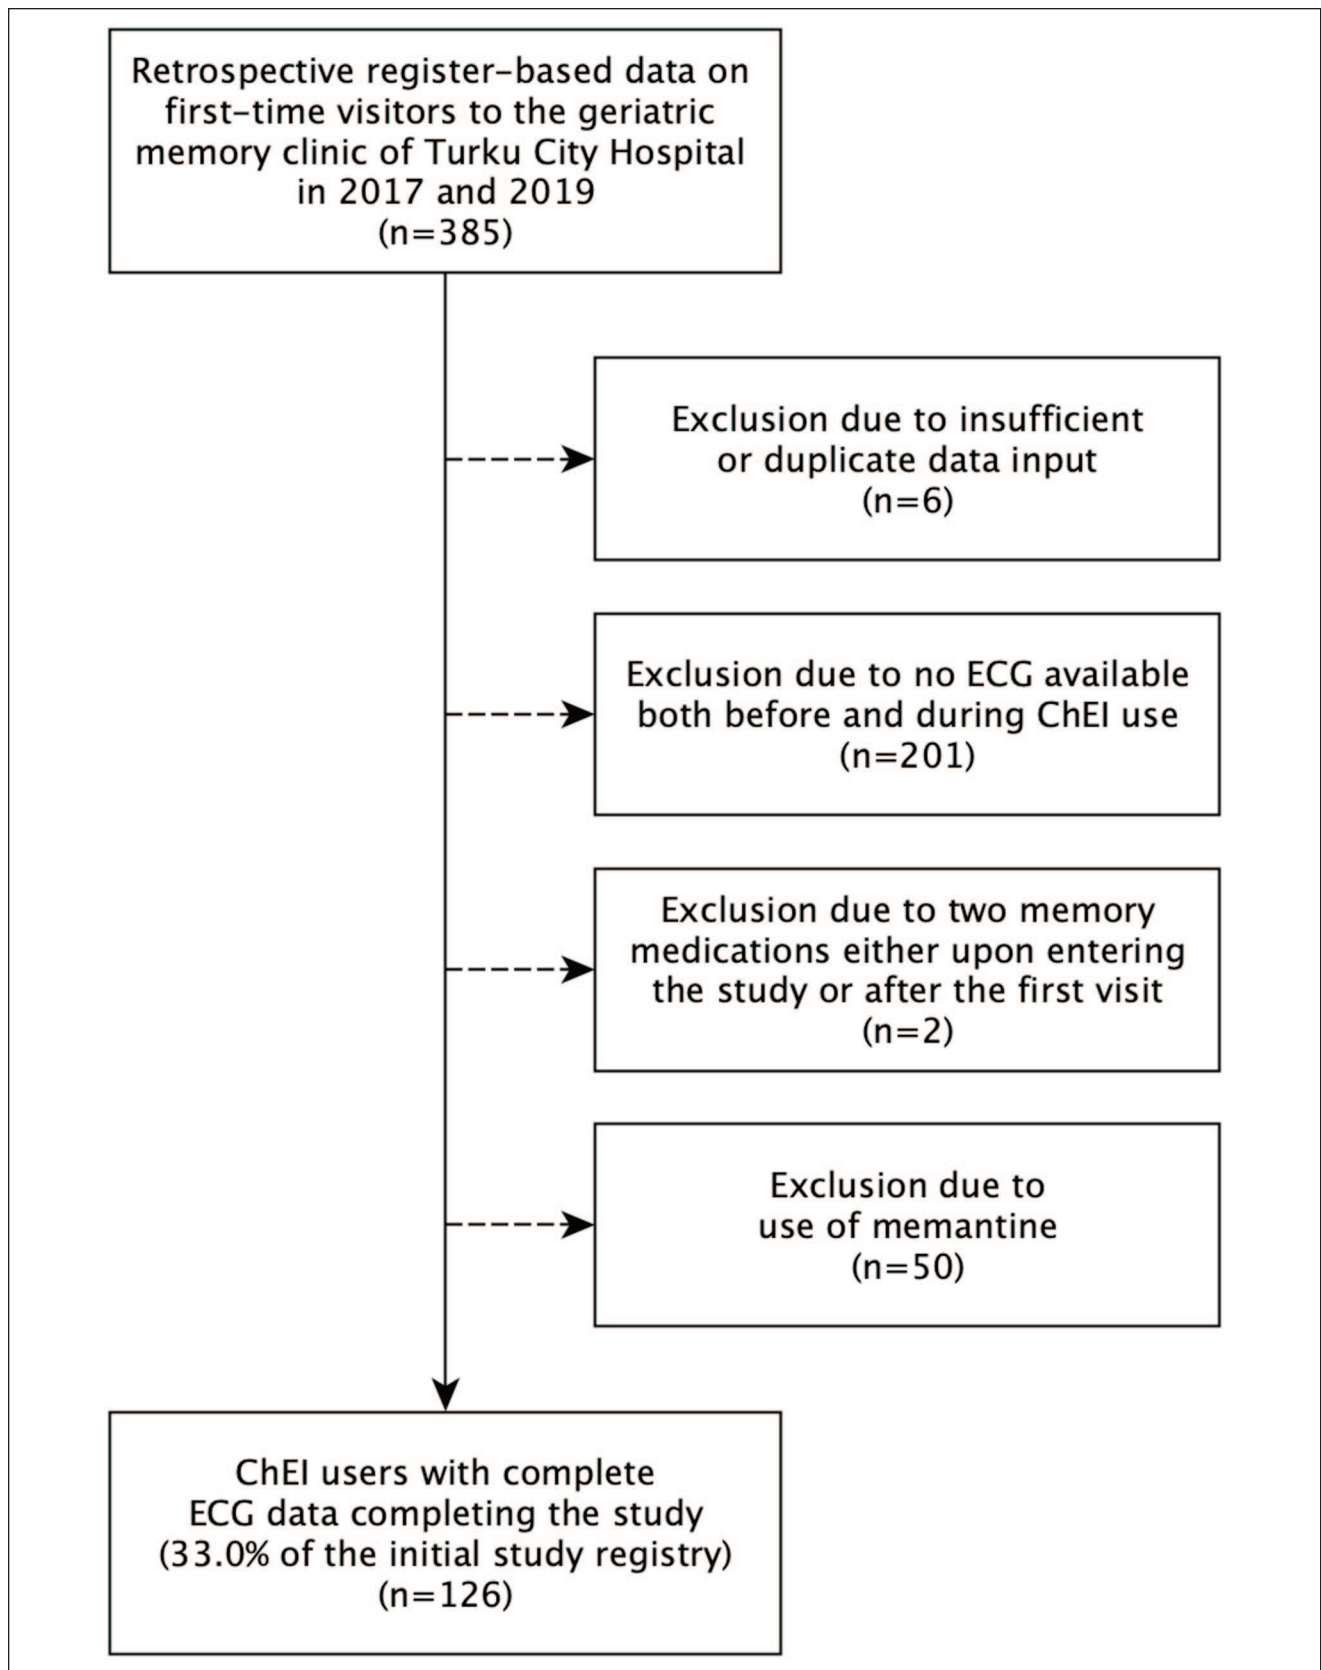 Retrospective register–based data on
first–time visitors to the geriatric
memory clinic of Turku City Hospital
in 2017 and 2019
(n=385)
Exclusion due to insufficient
or duplicate data input
(n=6)
Exclusion due to no ECG available
both before and during ChEI use
(n=201)
Exclusion due to two memory
medications either upon entering
the study or after the first visit
(n=2)
Exclusion due to
use of memantine
(n=50)
ChEI users with complete
ECG data completing the study
(33.0% of the initial study registry)
(n=126)